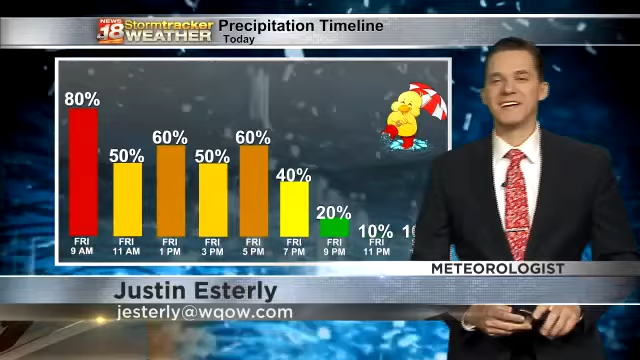 NEWS
18
Stormtracker
WEATHER
Precipitation Timeline
Today
80%
50%
60%
50%
60%
40%
20%
10%
FRI
9 AM
FRI
11 AM
FRI
1 PM
FRI
3 PM
FRI
5 PM
FRI
7 PM
FRI
9 PM
FRI
11 PM
METEOROLOGIST
Justin Esterly
jesterly@wqow.com